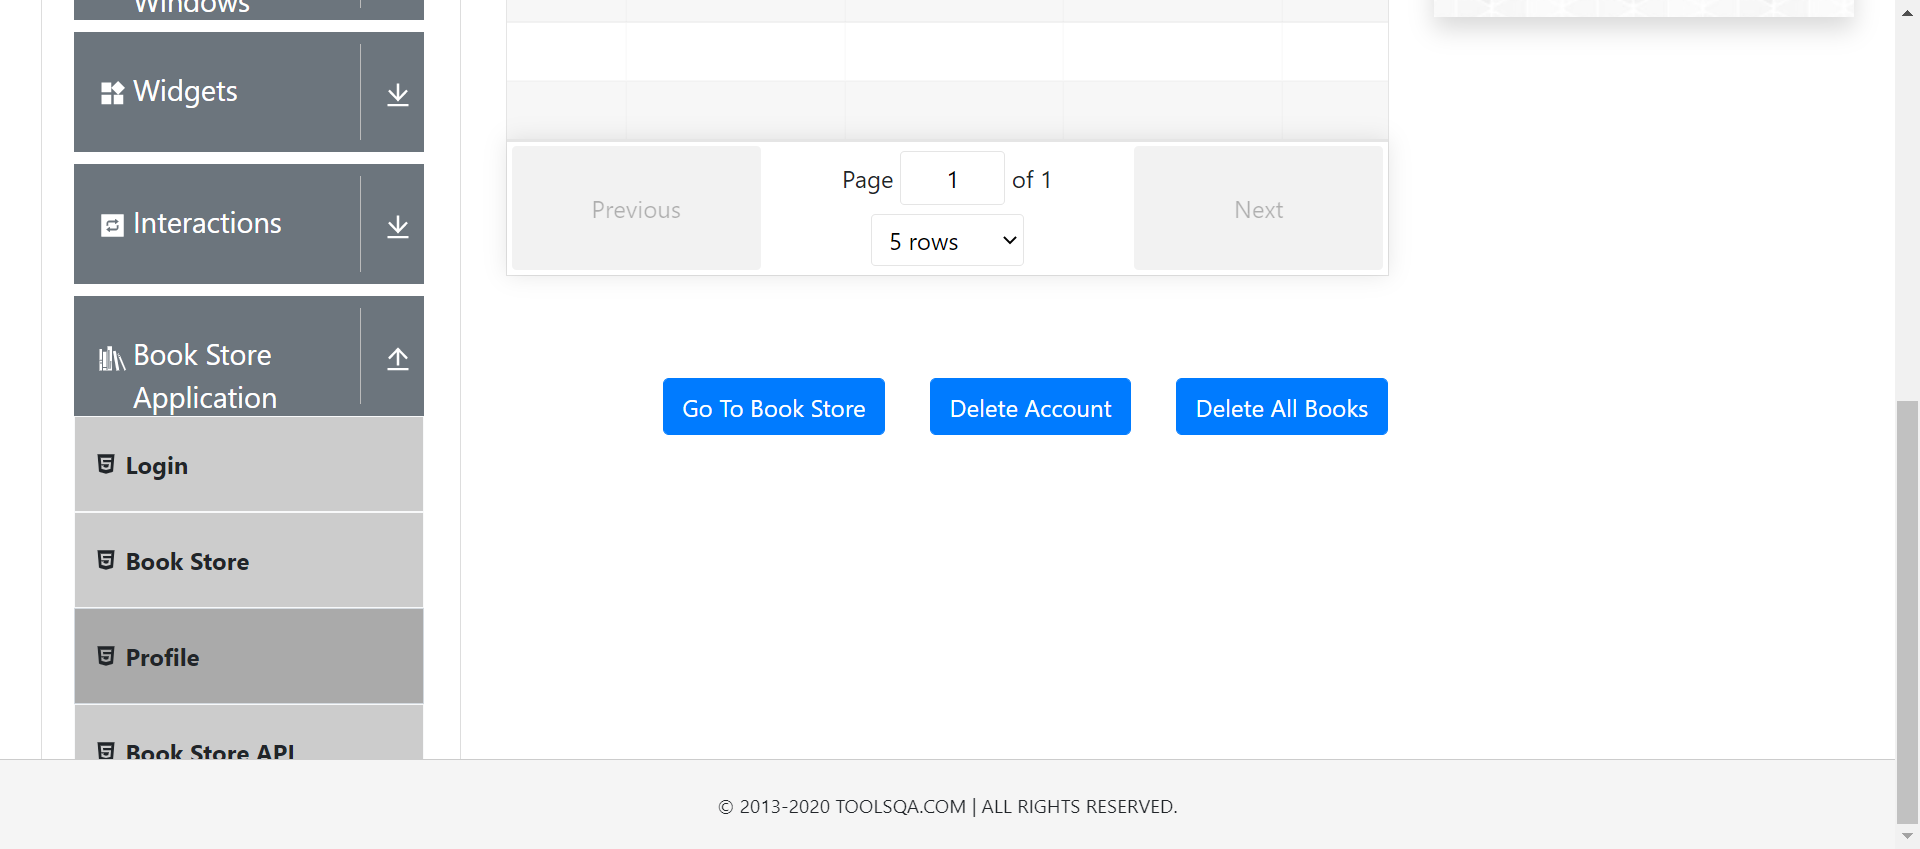 Windows
Widgets
Interactions
Book Store
Application
Login
Book Store
Profile
Book Store API
Previous
Page 1 of 1
5 rows
Next
Go To Book Store
Delete Account
Delete All Books
© 2013-2020 TOOLSQA.COM | ALL RIGHTS RESERVED.